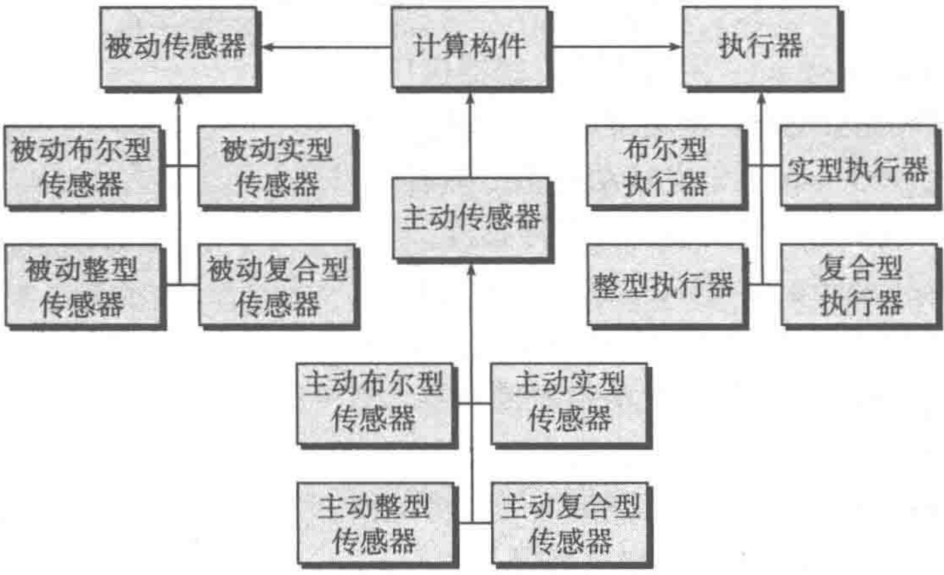 被动传感器
计算构件
执行器
被动布尔型
传感器
被动实型
传感器
布尔型
执行器
实型执行器
主动传感器
被动整型
传感器
被动复合型
传感器
整型执行器
复合型
执行器
主动布尔型
传感器
主动实型
传感器
主动整型
传感器
主动复合型
传感器